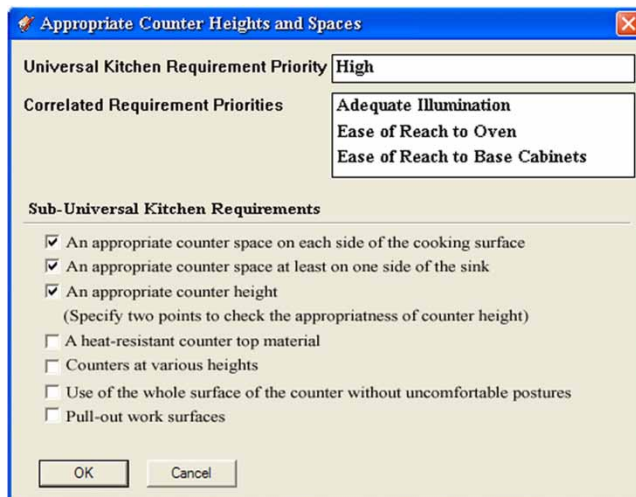 Appropriate Counter Heights and Spaces
Universal Kitchen Requirement Priority High
Correlated Requirement Priorities Adequate Illumination
Ease of Reach to Oven
Ease of Reach to Base Cabinets
Sub-Universal Kitchen Requirements
An appropriate counter space on each side of the cooking surface
An appropriate counter space at least on one side of the sink
An appropriate counter height
(Specify two points to check the appropriatness of counter height)
A heat-resistant counter top material
Counters at various heights
Use of the whole surface of the counter without uncomfortable postures
Pull-out work surfaces
OK Cancel